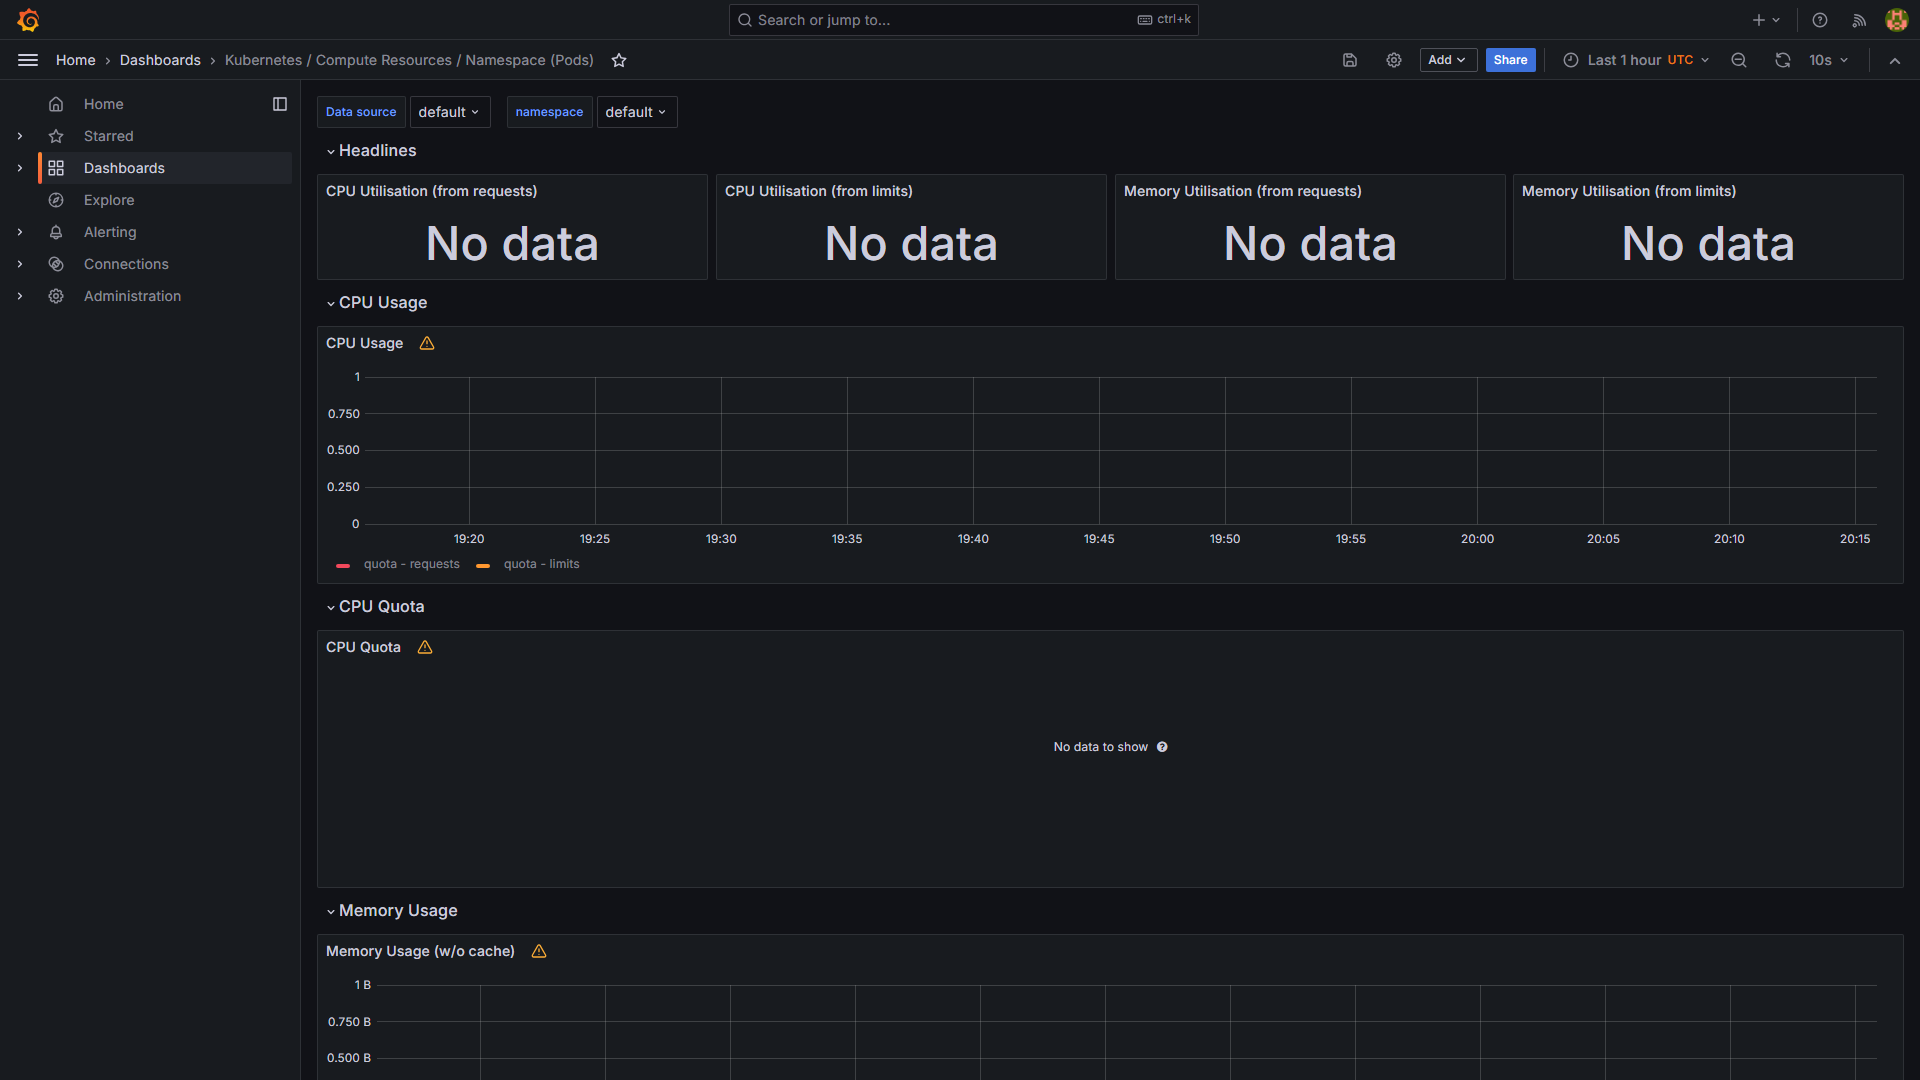 Search or jump to...
ctrl+k
Home › Dashboards › Kubernetes / Compute Resources / Namespace (Pods)
Add
Share
Last 1 hour UTC
10s
Home
Starred
Dashboards
Explore
Alerting
Connections
Administration
Data source
default
namespace
default
Headlines
CPU Utilisation (from requests)
No data
CPU Utilisation (from limits)
No data
Memory Utilisation (from requests)
No data
Memory Utilisation (from limits)
No data
CPU Usage
CPU Usage
1
0.750
0.500
0.250
0
19:20
19:25
19:30
19:35
19:40
19:45
19:50
19:55
20:00
20:05
20:10
20:15
quota - requests
quota - limits
CPU Quota
CPU Quota
No data to show
Memory Usage
Memory Usage (w/o cache)
1 B
0.750 B
0.500 B